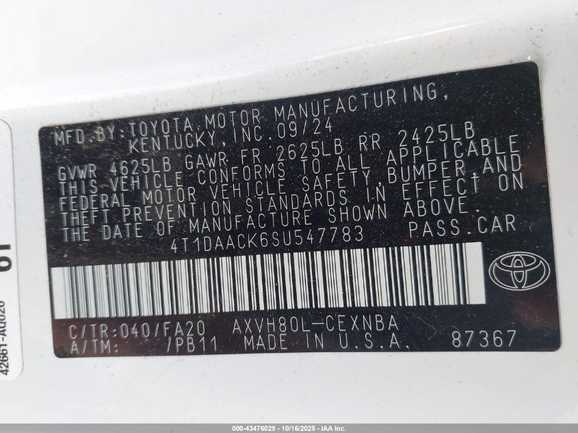 MFD.BY:TOYOTA MOTOR MANUFACTURING,
KENTUCKY, INC.09/24
GVWR 4625LB GAWR FR 2625LB RR 2425LB
THIS VEHICLE CONFORMS TO ALL APPLICABLE
FEDERAL MOTOR VEHICLE SAFETY, BUMPER,AND
THEFT PREVENTION STANDARDS IN EFFECT ON
THE DATE OF MANUFACTURE SHOWN ABOVE.
4T1DAACK6SU547783 PASS.CAR
C/TR:040/FA20 AXVH80L-CEXNBA
A/TM: /PB11 MADE IN U.S.A. 87367
TOYOTA
000-43476025 - 10/16/2025 - IAA Inc.